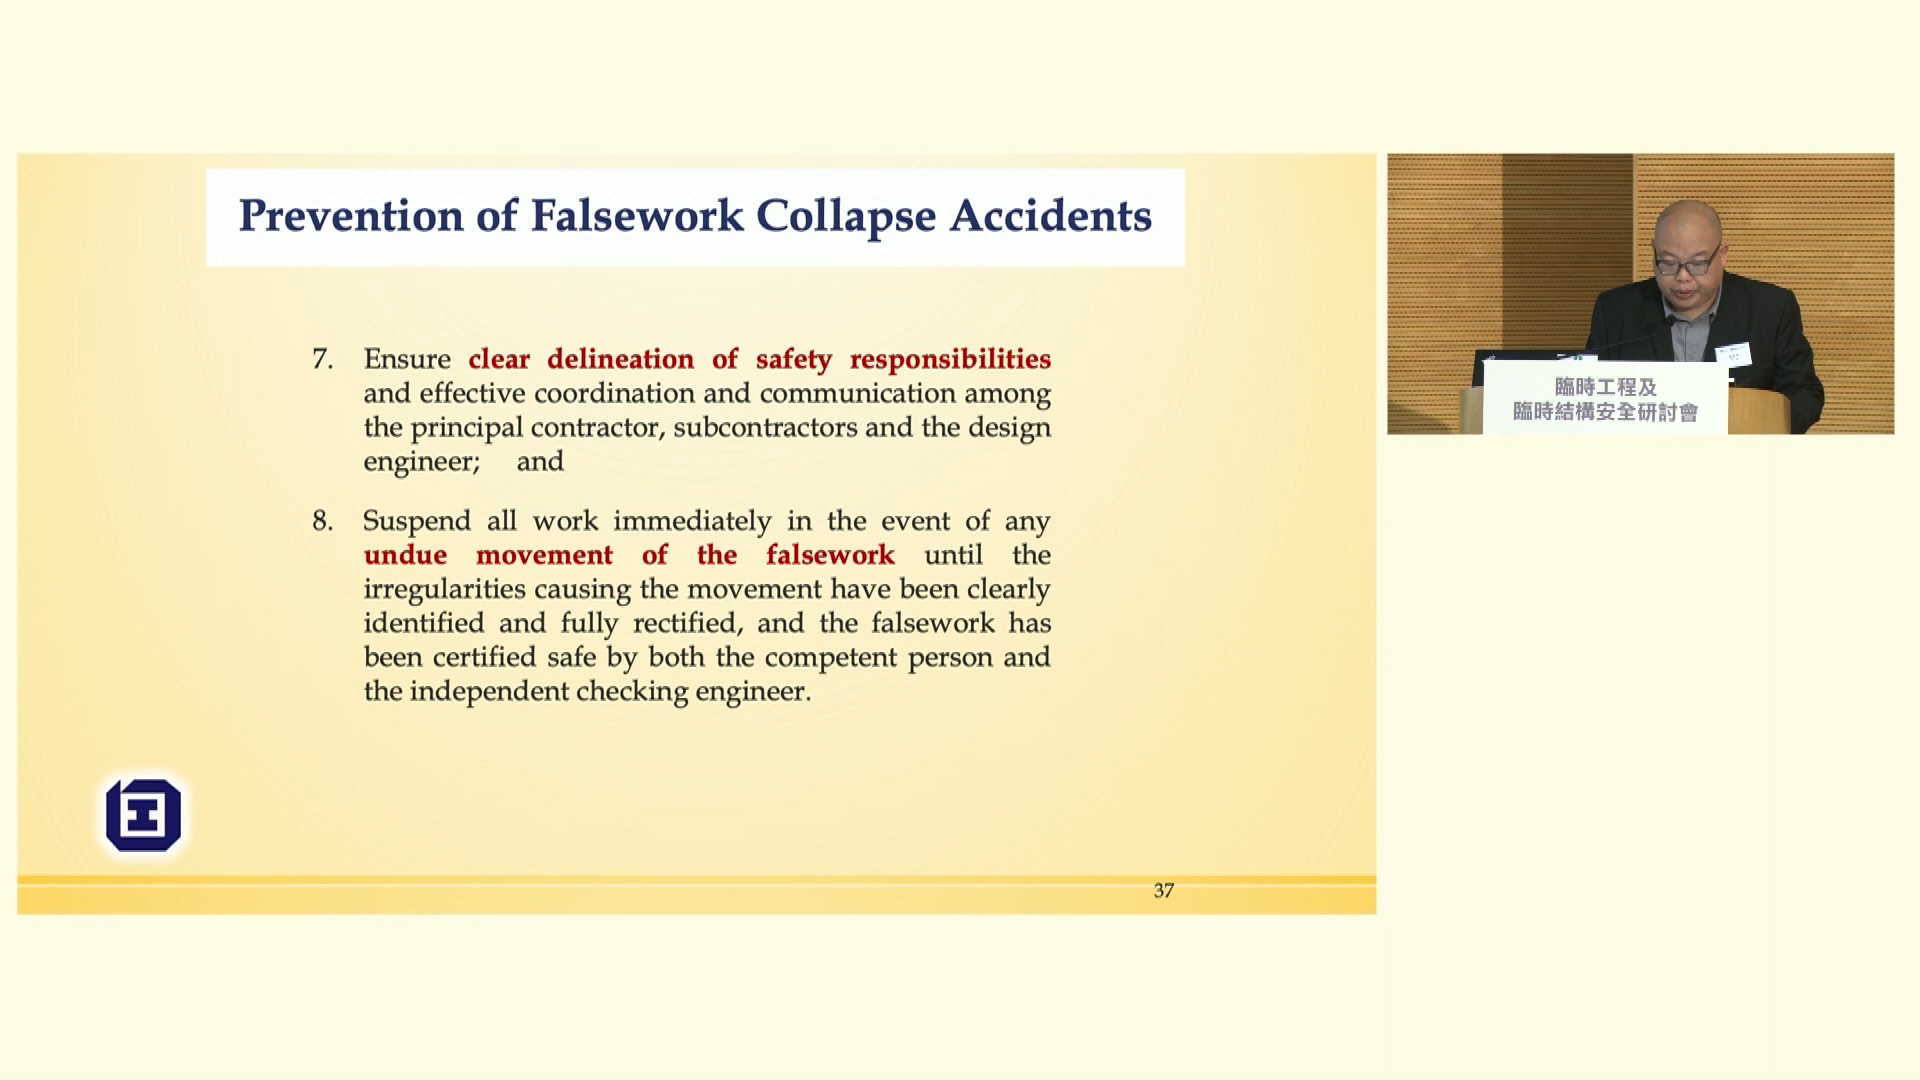 Prevention of Falsework Collapse Accidents
7. Ensure clear delineation of safety responsibilities
and effective coordination and communication among
the principal contractor, subcontractors and the design
engineer; and
8. Suspend all work immediately in the event of any
undue movement of the falsework until the
irregularities causing the movement have been clearly
identified and fully rectified, and the falsework has
been certified safe by both the competent person and
the independent checking engineer.
37
臨時工程及
臨時結構安全研討會